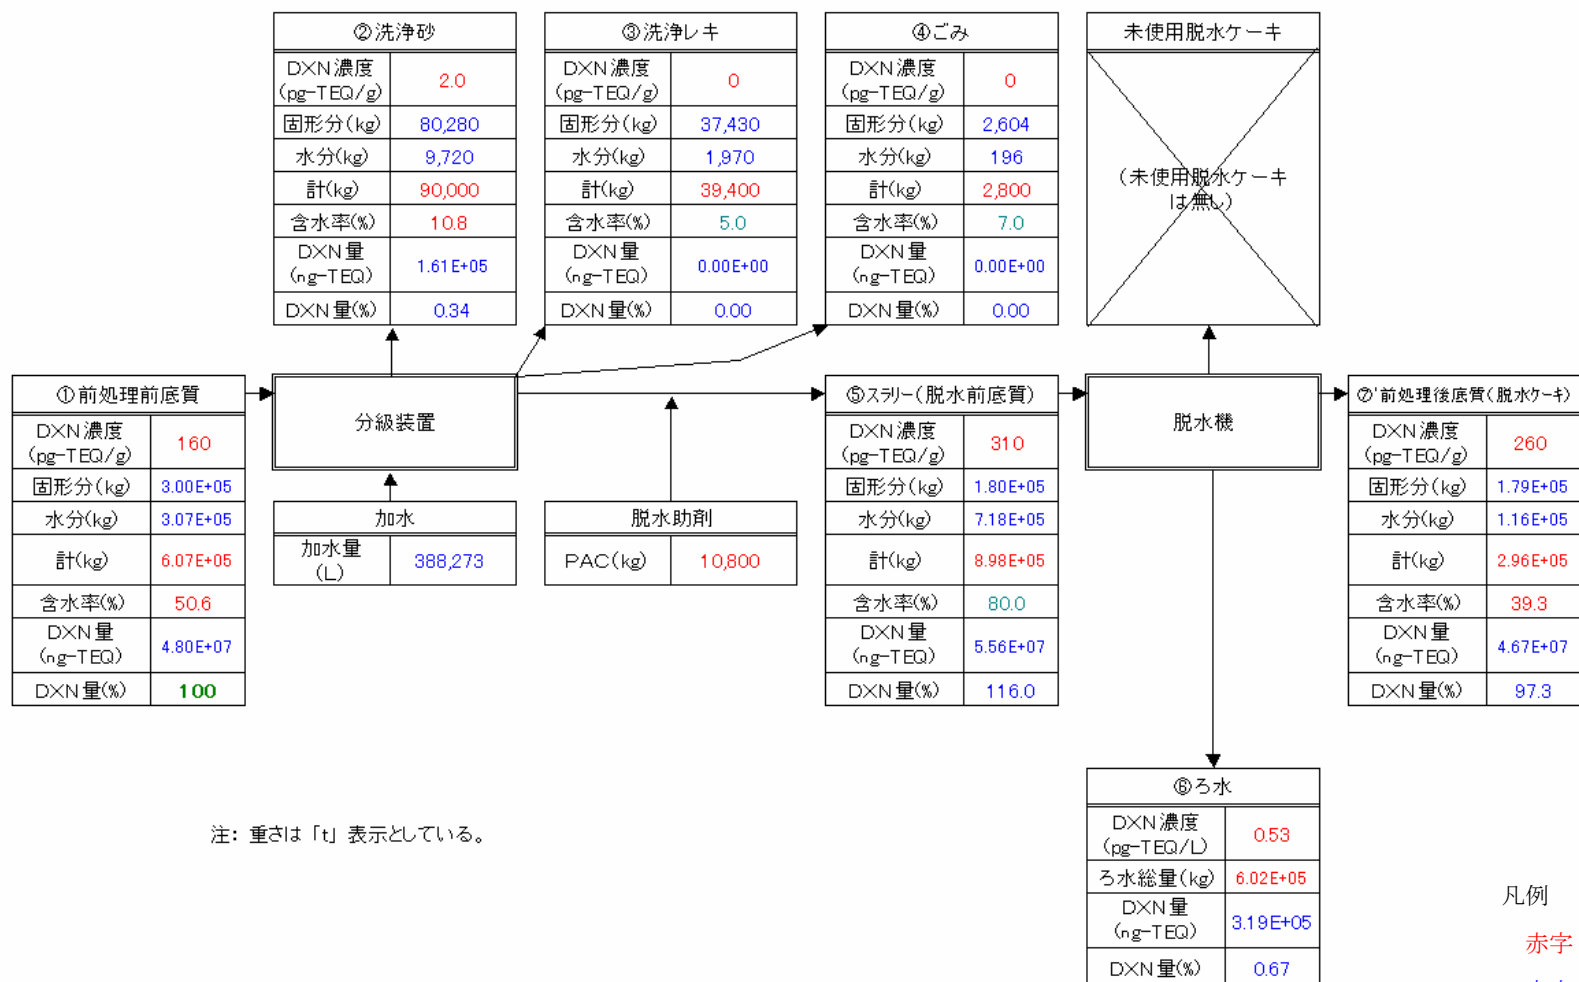 ②洗浄砂
DXN濃度
(pg-TEQ/g)
2.0
固形分(kg)
80,280
水分(kg)
9,720
計(kg)
90,000
含水率(%)
10.8
DXN量
(ng-TEQ)
1.61E+05
DXN量(%)
0.34
③洗浄レキ
DXN濃度
(pg-TEQ/g)
0
固形分(kg)
37,430
水分(kg)
1,970
計(kg)
39,400
含水率(%)
5.0
DXN量
(ng-TEQ)
0.00E+00
DXN量(%)
0.00
④ごみ
DXN濃度
(pg-TEQ/g)
0
固形分(kg)
2,604
水分(kg)
196
計(kg)
2,800
含水率(%)
7.0
DXN量
(ng-TEQ)
0.00E+00
DXN量(%)
0.00
未使用脱水ケーキ
(未使用脱水ケーキ
は無し)
①前処理前底質
DXN濃度
(pg-TEQ/g)
160
固形分(kg)
3.00E+05
水分(kg)
3.07E+05
計(kg)
6.07E+05
含水率(%)
50.6
DXN量
(ng-TEQ)
4.80E+07
DXN量(%)
100
分級装置
加水
加水量
(L)
388,273
脱水助剤
PAC(kg)
10,800
⑤スラリー(脱水前底質)
DXN濃度
(pg-TEQ/g)
310
固形分(kg)
1.80E+05
水分(kg)
7.18E+05
計(kg)
8.98E+05
含水率(%)
80.0
DXN量
(ng-TEQ)
5.56E+07
DXN量(%)
116.0
脱水機
⑦'前処理後底質(脱水ケーキ)
DXN濃度
(pg-TEQ/g)
260
固形分(kg)
1.79E+05
水分(kg)
1.16E+05
計(kg)
2.96E+05
含水率(%)
39.3
DXN量
(ng-TEQ)
4.67E+07
DXN量(%)
97.3
⑥ろ水
DXN濃度
(pg-TEQ/L)
0.53
ろ水総量(kg)
6.02E+05
DXN量
(ng-TEQ)
3.19E+05
DXN量(%)
0.67
注: 重さは「t」表示としている。
凡例
赤字